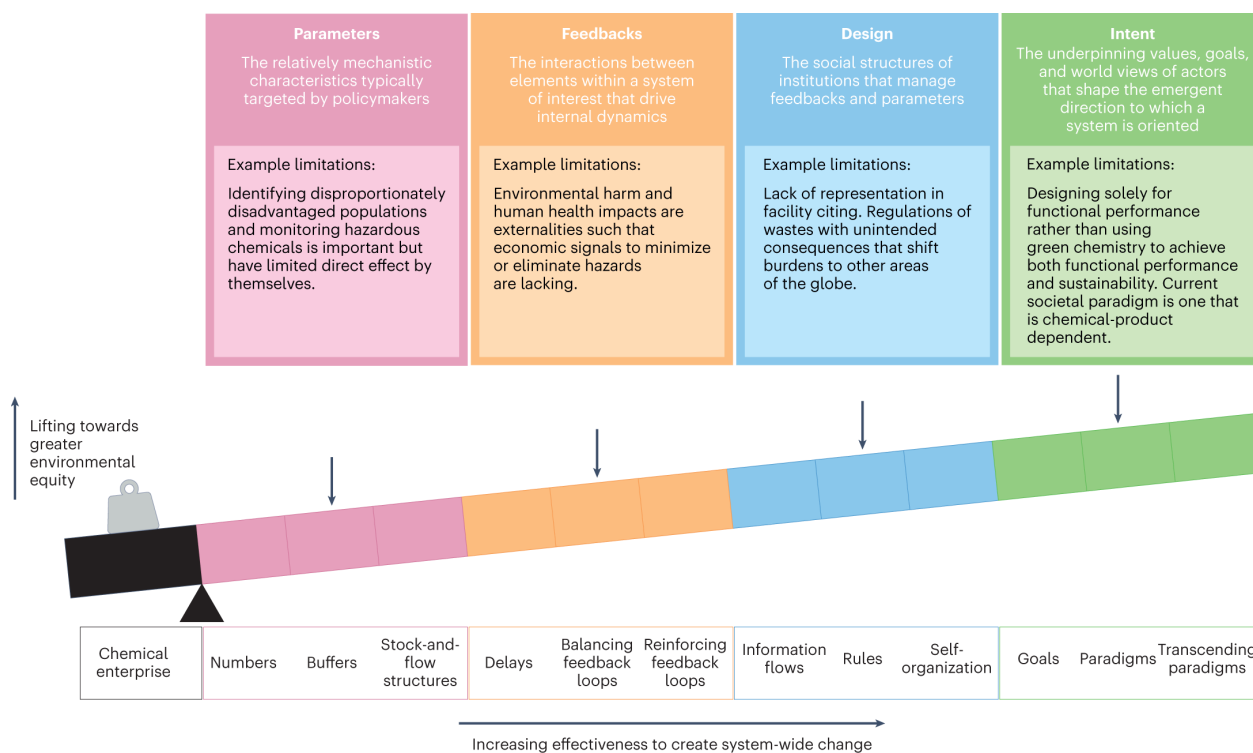 Parameters
The relatively mechanistic
characteristics typically
targeted by policymakers
Example limitations:
Identifying disproportionately
disadvantaged populations
and monitoring hazardous
chemicals is important but
have limited direct effect by
themselves.
Feedbacks
The interactions between
elements within a system
of interest that drive
internal dynamics
Example limitations:
Environmental harm and
human health impacts are
externalities such that
economic signals to minimize
or eliminate hazards
are lacking.
Design
The social structures of
institutions that manage
feedbacks and parameters
Example limitations:
Lack of representation in
facility citing. Regulations of
wastes with unintended
consequences that shift
burdens to other areas
of the globe.
Intent
The underpinning values, goals,
and world views of actors
that shape the emergent
direction to which a
system is oriented
Example limitations:
Designing solely for
functional performance
rather than using
green chemistry to achieve
both functional performance
and sustainability. Current
societal paradigm is one that
is chemical-product
dependent.
Lifting towards
greater
environmental
equity
Chemical
enterprise
Numbers
Buffers
Stock-and-
flow
structures
Delays
Balancing
feedback
loops
Reinforcing
feedback
loops
Information
flows
Rules
Self-
organization
Goals
Paradigms
Transcending
paradigms
Increasing effectiveness to create system-wide change